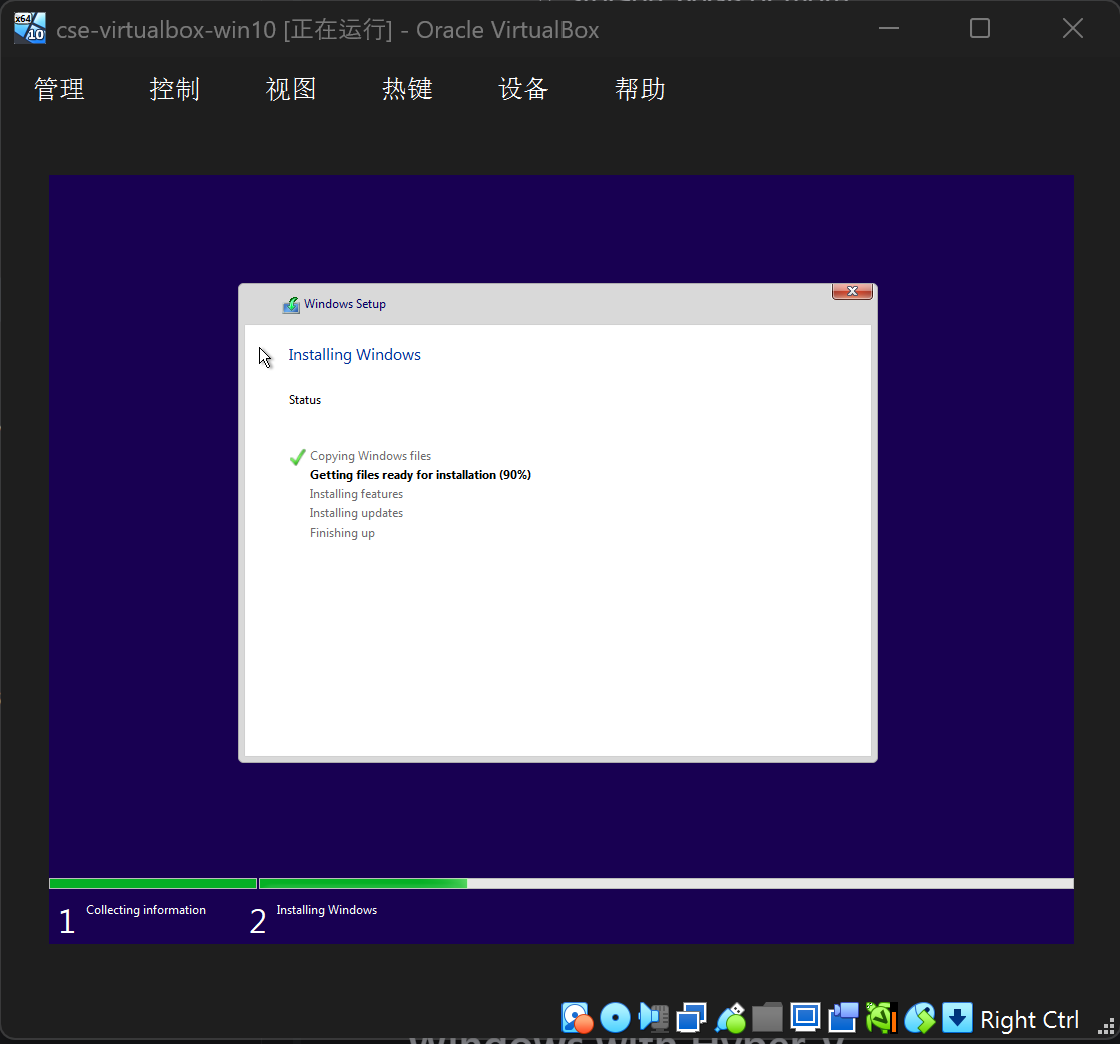 cse-virtualbox-win10 [正在运行] - Oracle VirtualBox
管理 控制 视图 热键 设备 帮助
Windows Setup
Installing Windows
Status
Copying Windows files
Getting files ready for installation (90%)
Installing features
Installing updates
Finishing up
1 Collecting information 2 Installing Windows
Right Ctrl